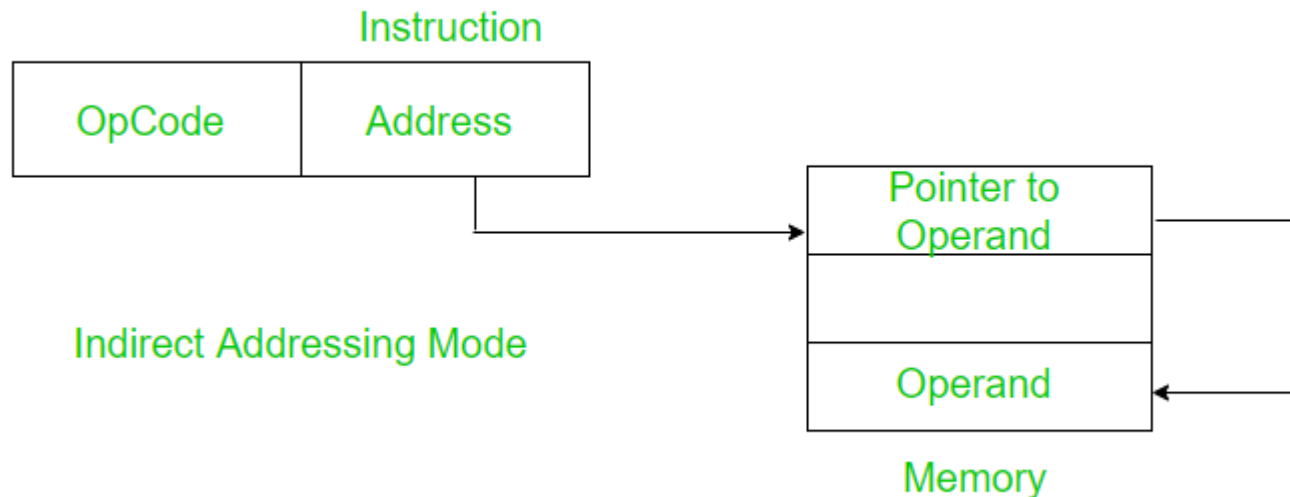 Instruction
OpCode
Address
Pointer to
Operand
Indirect Addressing Mode
Operand
Memory